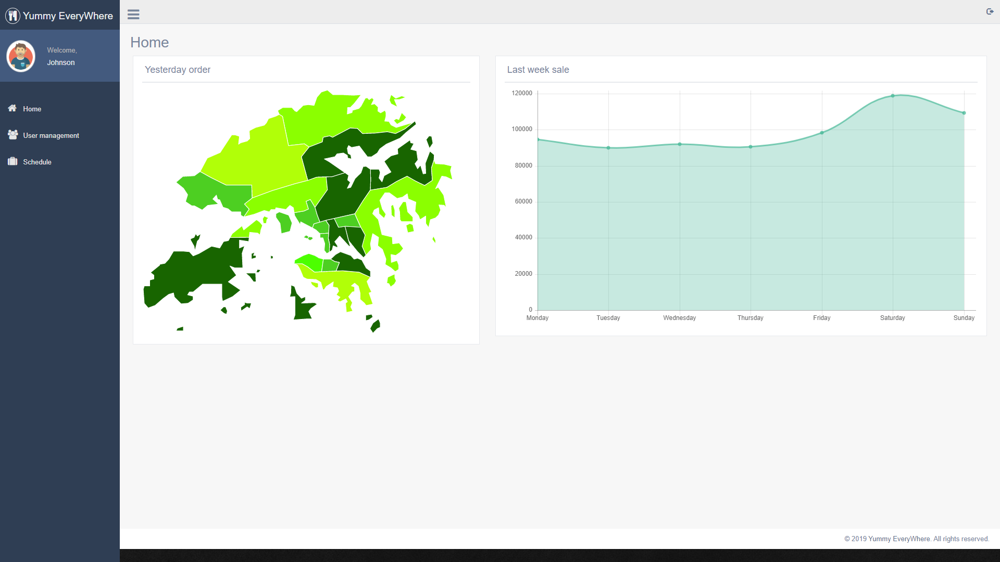 Yummy EveryWhere
Welcome,
Johnson
Home
User management
Schedule
Home
Yesterday order
Last week sale
120000
100000
80000
60000
40000
20000
0
Monday Tuesday Wednesday Thursday Friday Saturday Sunday
© 2019 Yummy EveryWhere. All rights reserved.